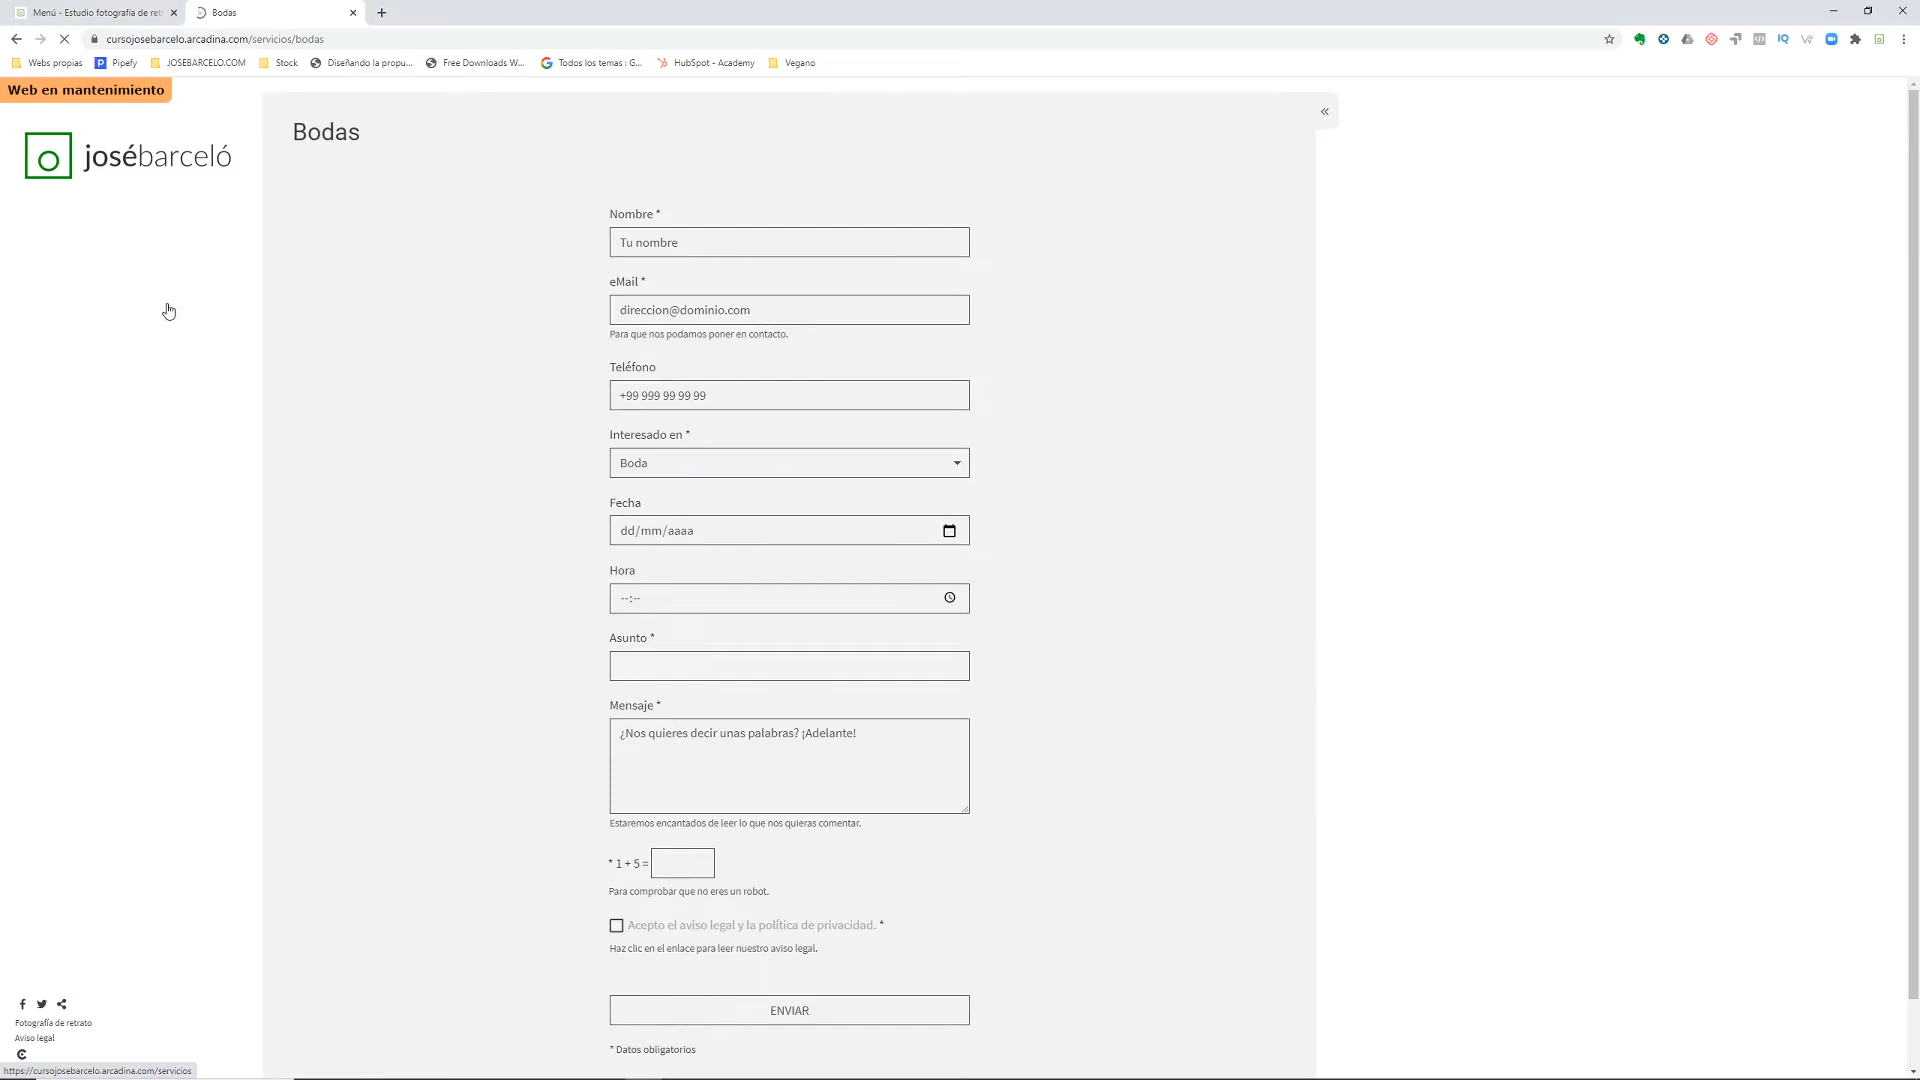 Menú - Estudio fotografía de ret
Bodas
cursojosebarcelo.arcadina.com/servicios/bodas
Webs propias
Pipefy
JOSEBARCELO.COM
Stock
Diseñando la propu...
Free Downloads W...
Todos los temas : G...
HubSpot - Academy
Vegano
Web en mantenimiento
josébarceló
Bodas
Nombre *
Tu nombre
eMail *
direccion@dominio.com
Para que nos podamos poner en contacto.
Teléfono
+99 999 99 99 99
Interesado en *
Boda
Fecha
dd/mm/aaaa
Hora
--:--
Asunto *
Mensaje *
¿Nos quieres decir unas palabras? ¡Adelante!
Estaremos encantados de leer lo que nos quieras comentar.
* 1 + 5 =
Para comprobar que no eres un robot.
Acepto el aviso legal y la política de privacidad. *
Haz clic en el enlace para leer nuestro aviso legal.
ENVIAR
* Datos obligatorios
Fotografía de retrato
Aviso legal
https://cursojosebarcelo.arcadina.com/servicios